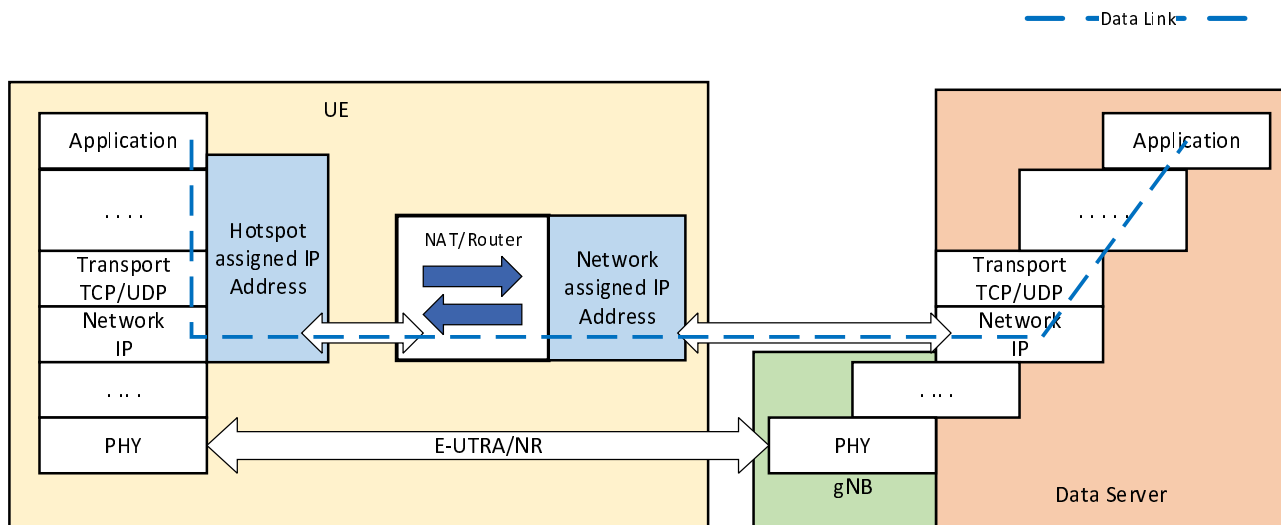 Data Link
UE
Application
. . . .
Transport
TCP/UDP
Network
IP
. . . .
PHY
Hotspot
assigned IP
Address
NAT/Router
Network
assigned IP
Address
E-UTRA/NR
Application
. . . . .
Transport
TCP/UDP
Network
IP
. . . .
PHY
gNB
Data Server